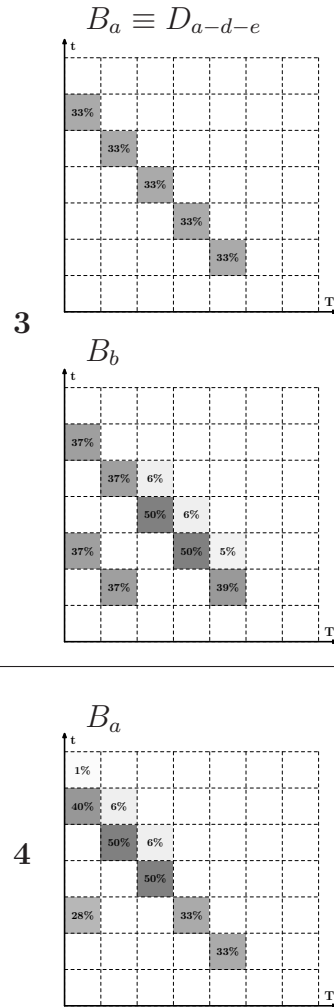 B_a ≡ D_{a−d−e}
t
33%
33%
33%
33%
33%
T
3
B_b
t
37%
37% 6%
50% 6%
37% 50% 5%
37% 39%
T
B_a
t
1%
40% 6%
50% 6%
4
50%
28% 33%
33%
T